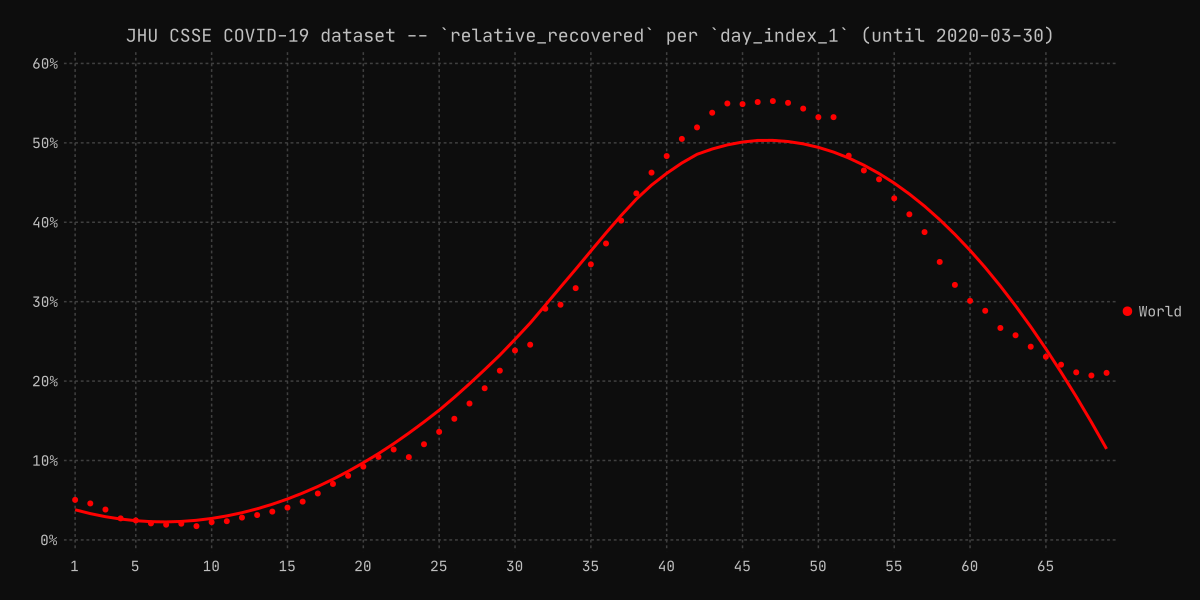 JHU CSSE COVID-19 dataset -- `relative_recovered` per `day_index_1` (until 2020-03-30)
60%
50%
40%
30%
20%
10%
0%
World
1 5 10 15 20 25 30 35 40 45 50 55 60 65